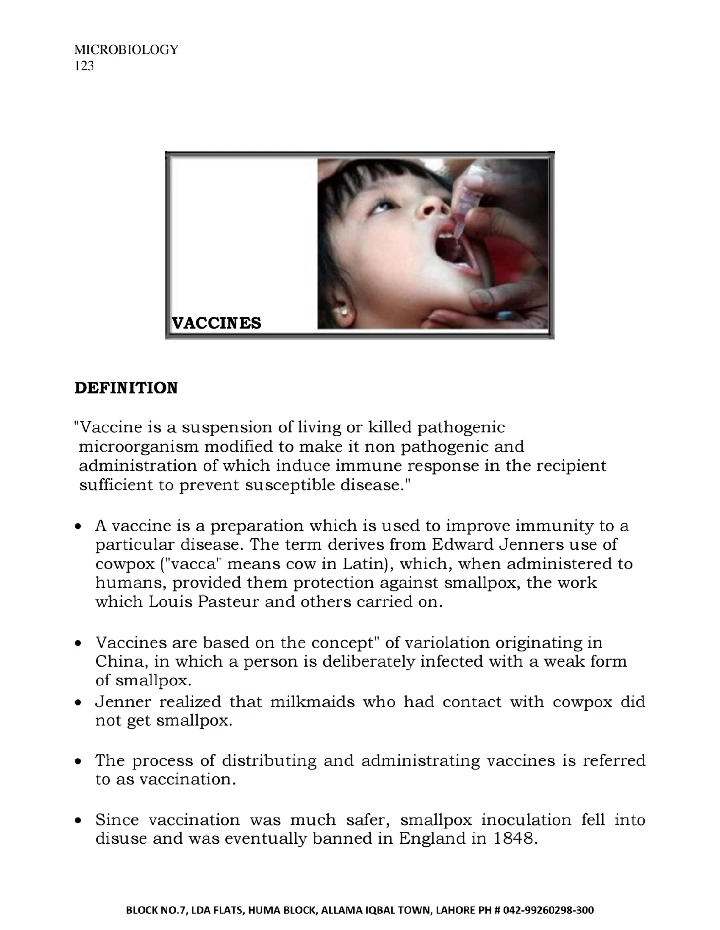 MICROBIOLOGY
123
VACCINES
DEFINITION
"Vaccine is a suspension of living or killed pathogenic
microorganism modified to make it non pathogenic and
administration of which induce immune response in the recipient
sufficient to prevent susceptible disease."
• A vaccine is a preparation which is used to improve immunity to a
particular disease. The term derives from Edward Jenners use of
cowpox ("vacca" means cow in Latin), which, when administered to
humans, provided them protection against smallpox, the work
which Louis Pasteur and others carried on.
• Vaccines are based on the concept" of variolation originating in
China, in which a person is deliberately infected with a weak form
of smallpox.
• Jenner realized that milkmaids who had contact with cowpox did
not get smallpox.
• The process of distributing and administrating vaccines is referred
to as vaccination.
• Since vaccination was much safer, smallpox inoculation fell into
disuse and was eventually banned in England in 1848.
BLOCK NO.7, LDA FLATS, HUMA BLOCK, ALLAMA IQBAL TOWN, LAHORE PH # 042-99260298-300